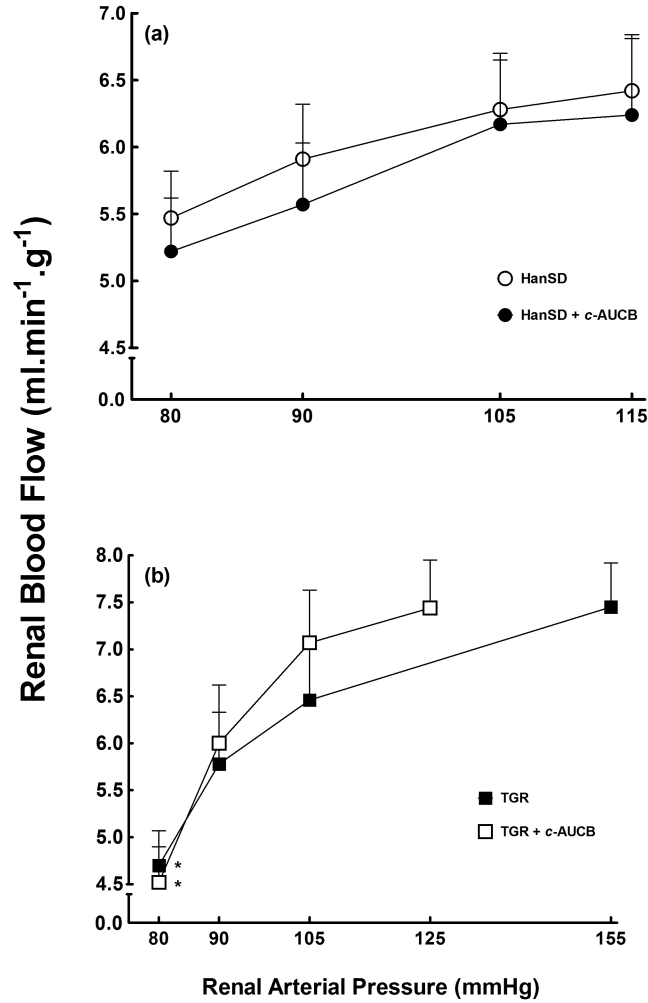 Renal Blood Flow (ml.min⁻¹.g⁻¹)
(a)
7.0
6.5
6.0
5.5
5.0
4.5
0.0
80 90 105 115
HanSD
HanSD + c-AUCB
(b)
8.0
7.5
7.0
6.5
6.0
5.5
5.0
4.5
0.0
*
*
80 90 105 125 155
TGR
TGR + c-AUCB
Renal Arterial Pressure (mmHg)